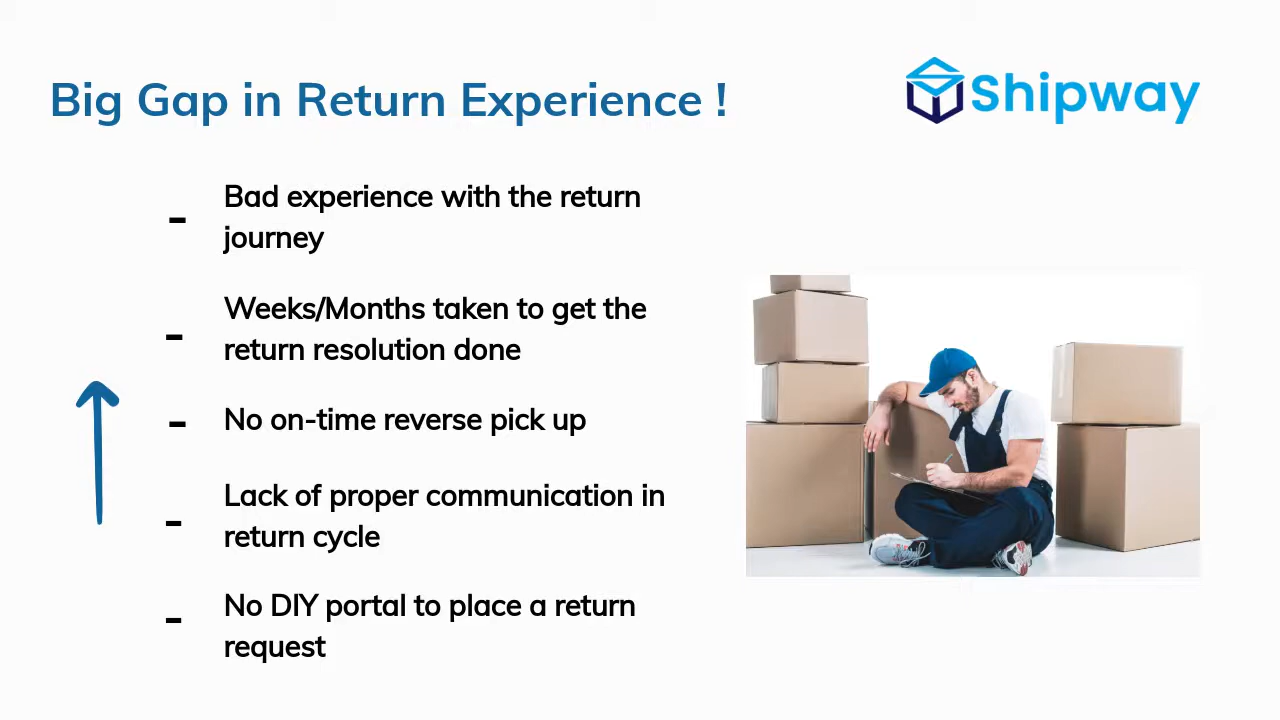 Big Gap in Return Experience !
Shipway
- Bad experience with the return
journey
- Weeks/Months taken to get the
return resolution done
- No on-time reverse pick up
- Lack of proper communication in
return cycle
- No DIY portal to place a return
request